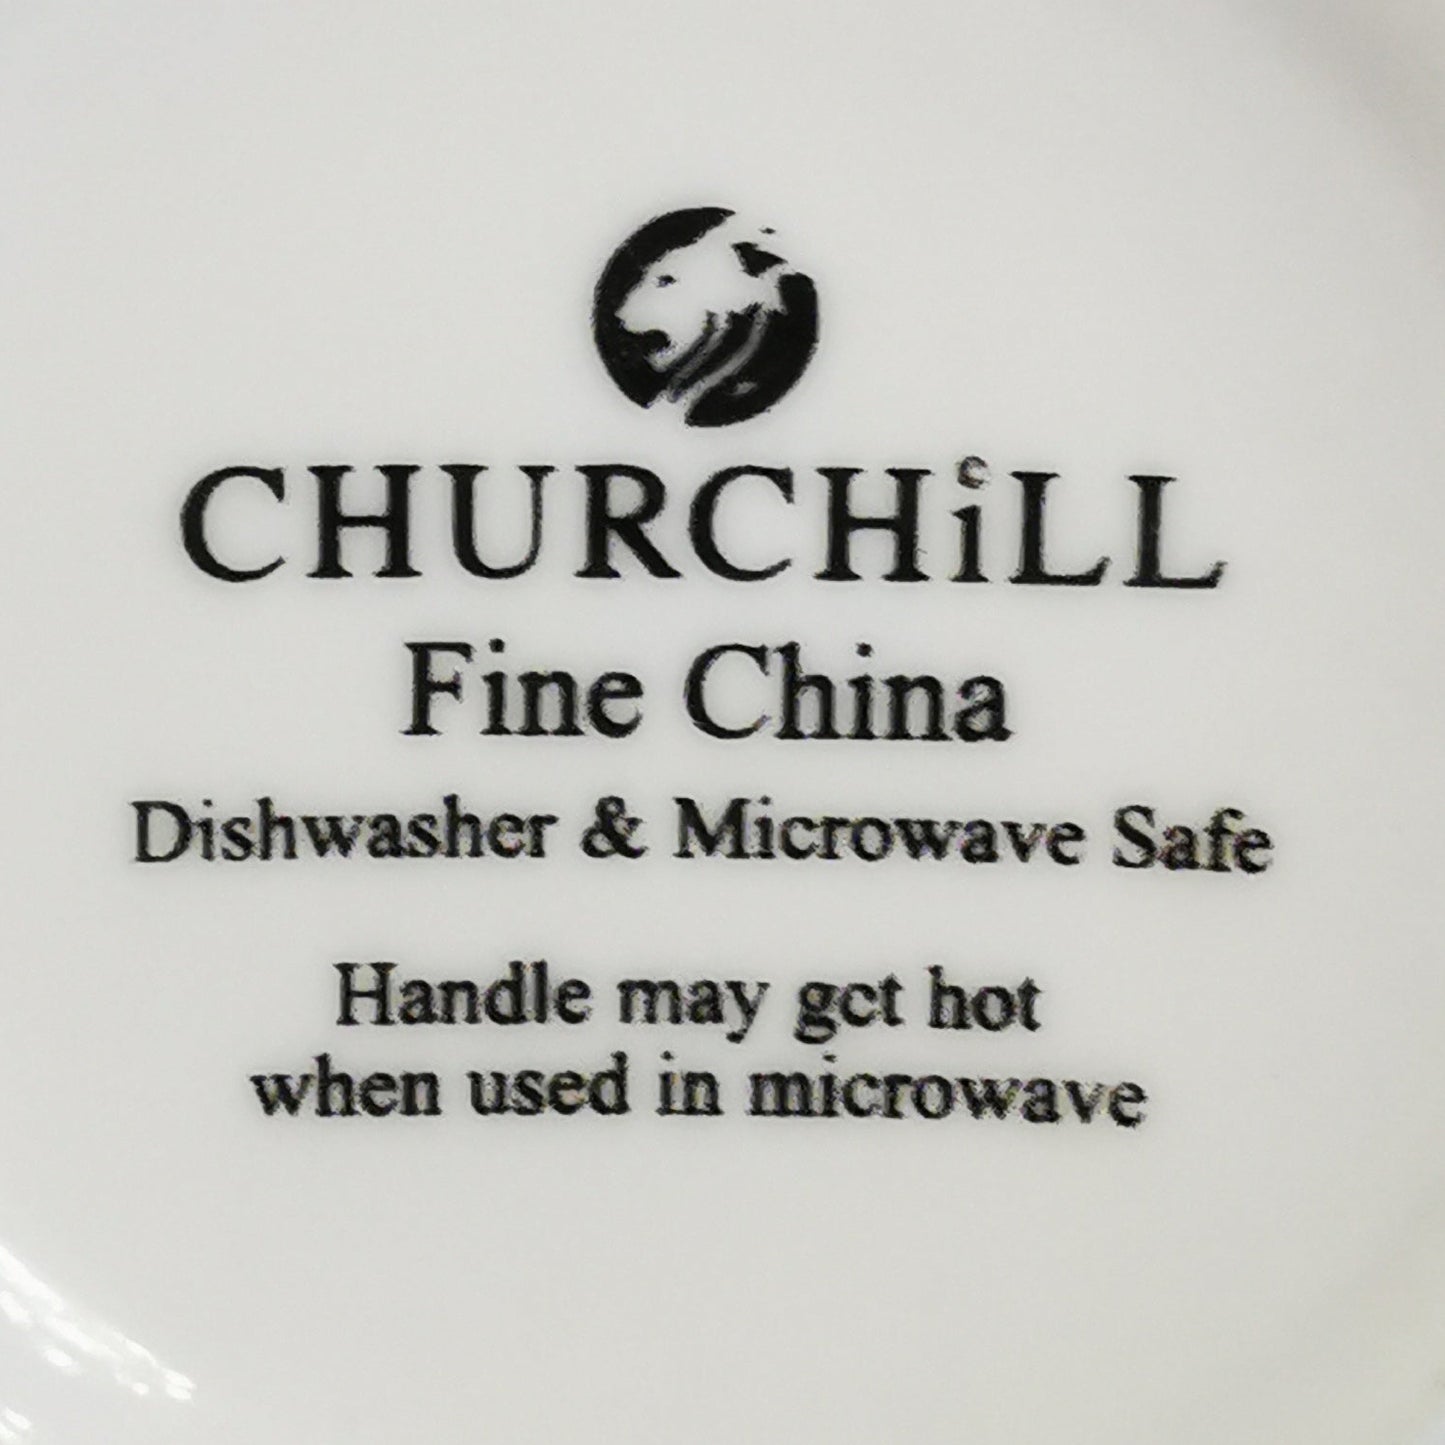 CHURCHiLL
Fine China
Dishwasher & Microwave Safe
Handle may get hot
when used in microwave